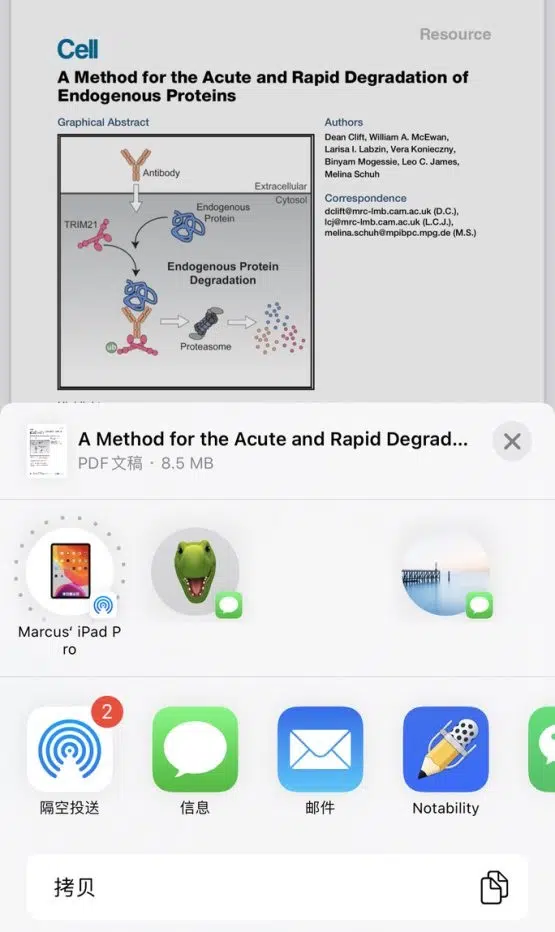 Resource
Cell
A Method for the Acute and Rapid Degradation of
Endogenous Proteins
Graphical Abstract
Antibody
Extracellular
Cytosol
TRIM21
Endogenous
Protein
Endogenous Protein
Degradation
Ub
Proteasome
Authors
Dean Clift, William A. McEwan,
Larisa I. Labzin, Vera Konieczny,
Binyam Mogessie, Leo C. James,
Melina Schuh
Correspondence
dclift@mrc-lmb.cam.ac.uk (D.C.),
lcj@mrc-lmb.cam.ac.uk (L.C.J.),
melina.schuh@mpibpc.mpg.de (M.S.)
A Method for the Acute and Rapid Degrad...
PDF文稿 · 8.5 MB
Marcus' iPad P
ro
2
隔空投送
信息
邮件
Notability
拷贝